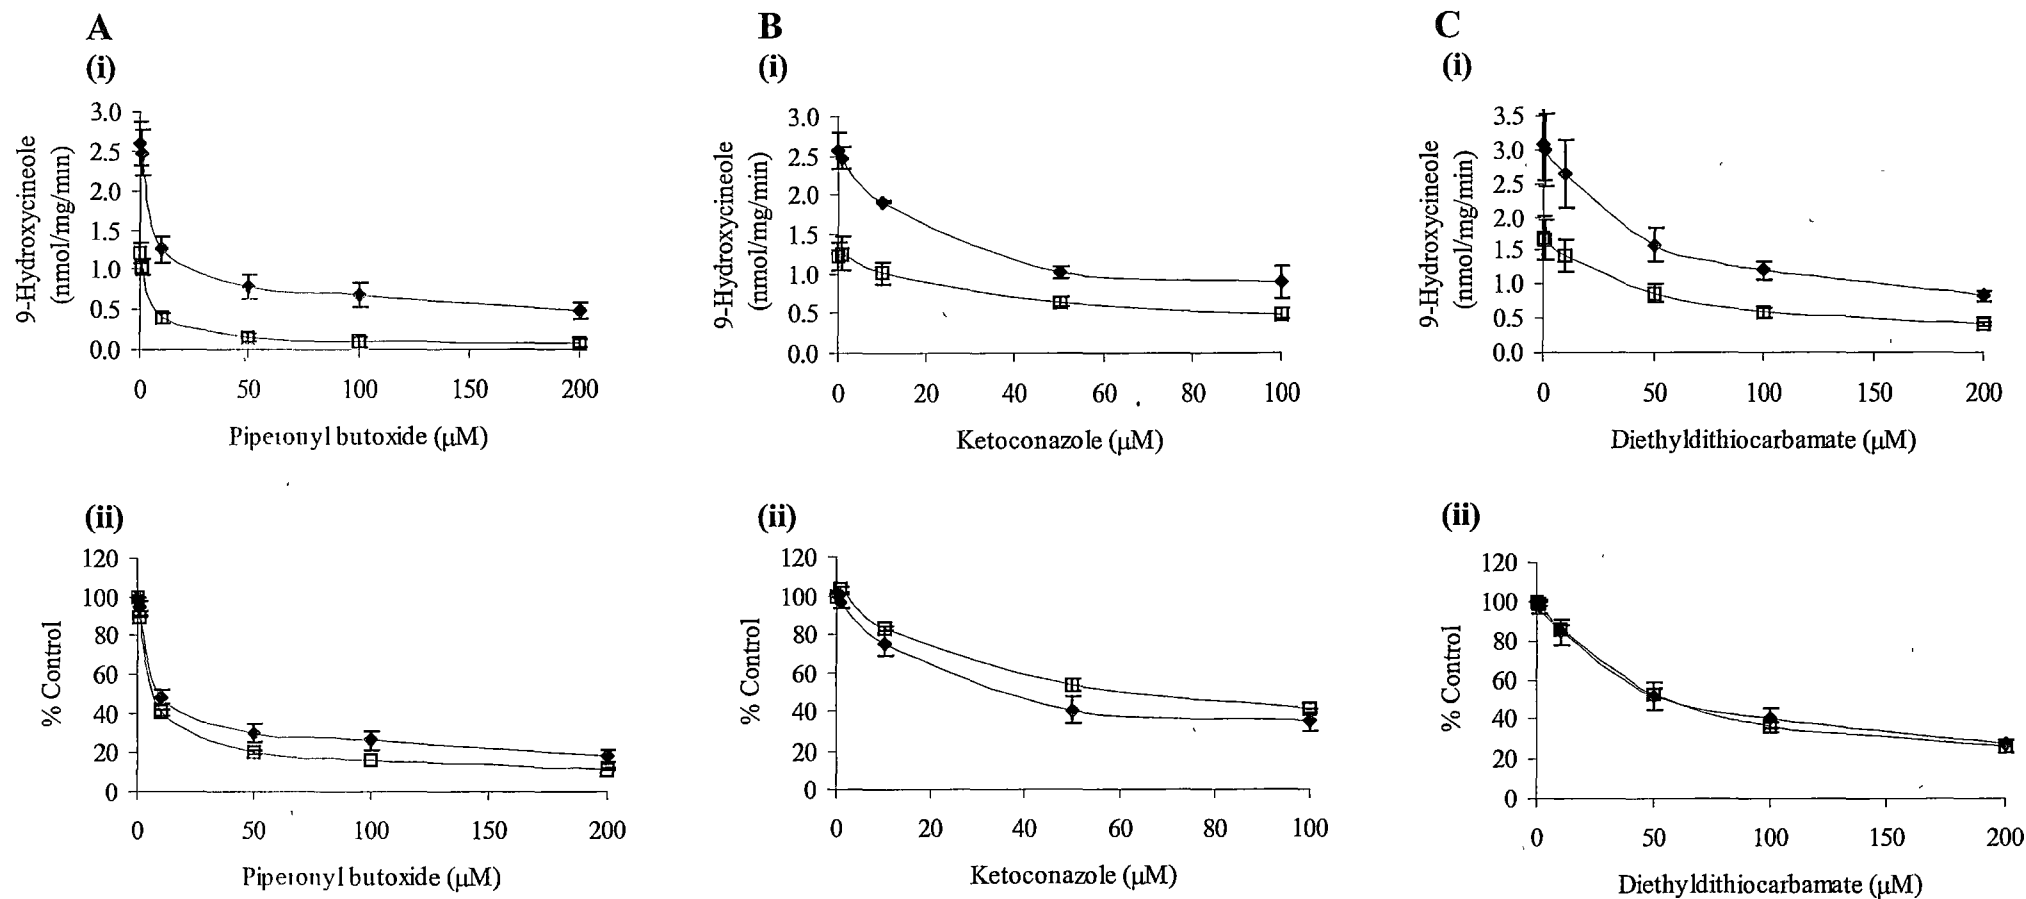 A
(i)
9-Hydroxycineole
(nmol/mg/min)
3.0
2.5
2.0
1.5
1.0
0.5
0.0
0 50 100 150 200
Piperonyl butoxide (μM)
B
(i)
9-Hydroxycineole
(nmol/mg/min)
3.0
2.5
2.0
1.5
1.0
0.5
0.0
0 20 40 60 80 100
Ketoconazole (μM)
C
(i)
9-Hydroxycineole
(nmol/mg/min)
3.5
3.0
2.5
2.0
1.5
1.0
0.5
0.0
0 50 100 150 200
Diethyldithiocarbamate (μM)
(ii)
% Control
120
100
80
60
40
20
0
0 50 100 150 200
Piperonyl butoxide (μM)
(ii)
% Control
120
100
80
60
40
20
0
0 20 40 60 80 100
Ketoconazole (μM)
(ii)
% Control
120
100
80
60
40
20
0
0 50 100 150 200
Diethyldithiocarbamate (μM)